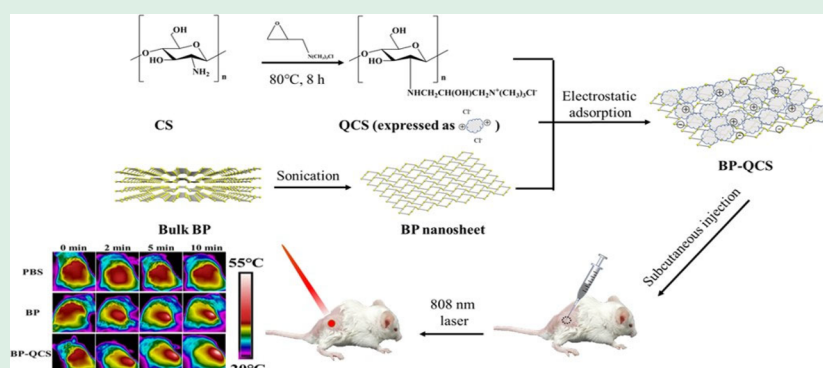 OH
O
HO
NH₂
n
CS
O
N(CH₃)₃Cl
80°C, 8 h
OH
O
HO
n
NHCH₂CH(OH)CH₂N⁺(CH₃)₃Cl⁻
Cl⁻
QCS (expressed as )
Cl⁻
Electrostatic
adsorption
BP-QCS
Sonication
Bulk BP
BP nanosheet
Subcutaneous injection
0 min 2 min 5 min 10 min
PBS
BP
BP-QCS
55°C
808 nm
laser